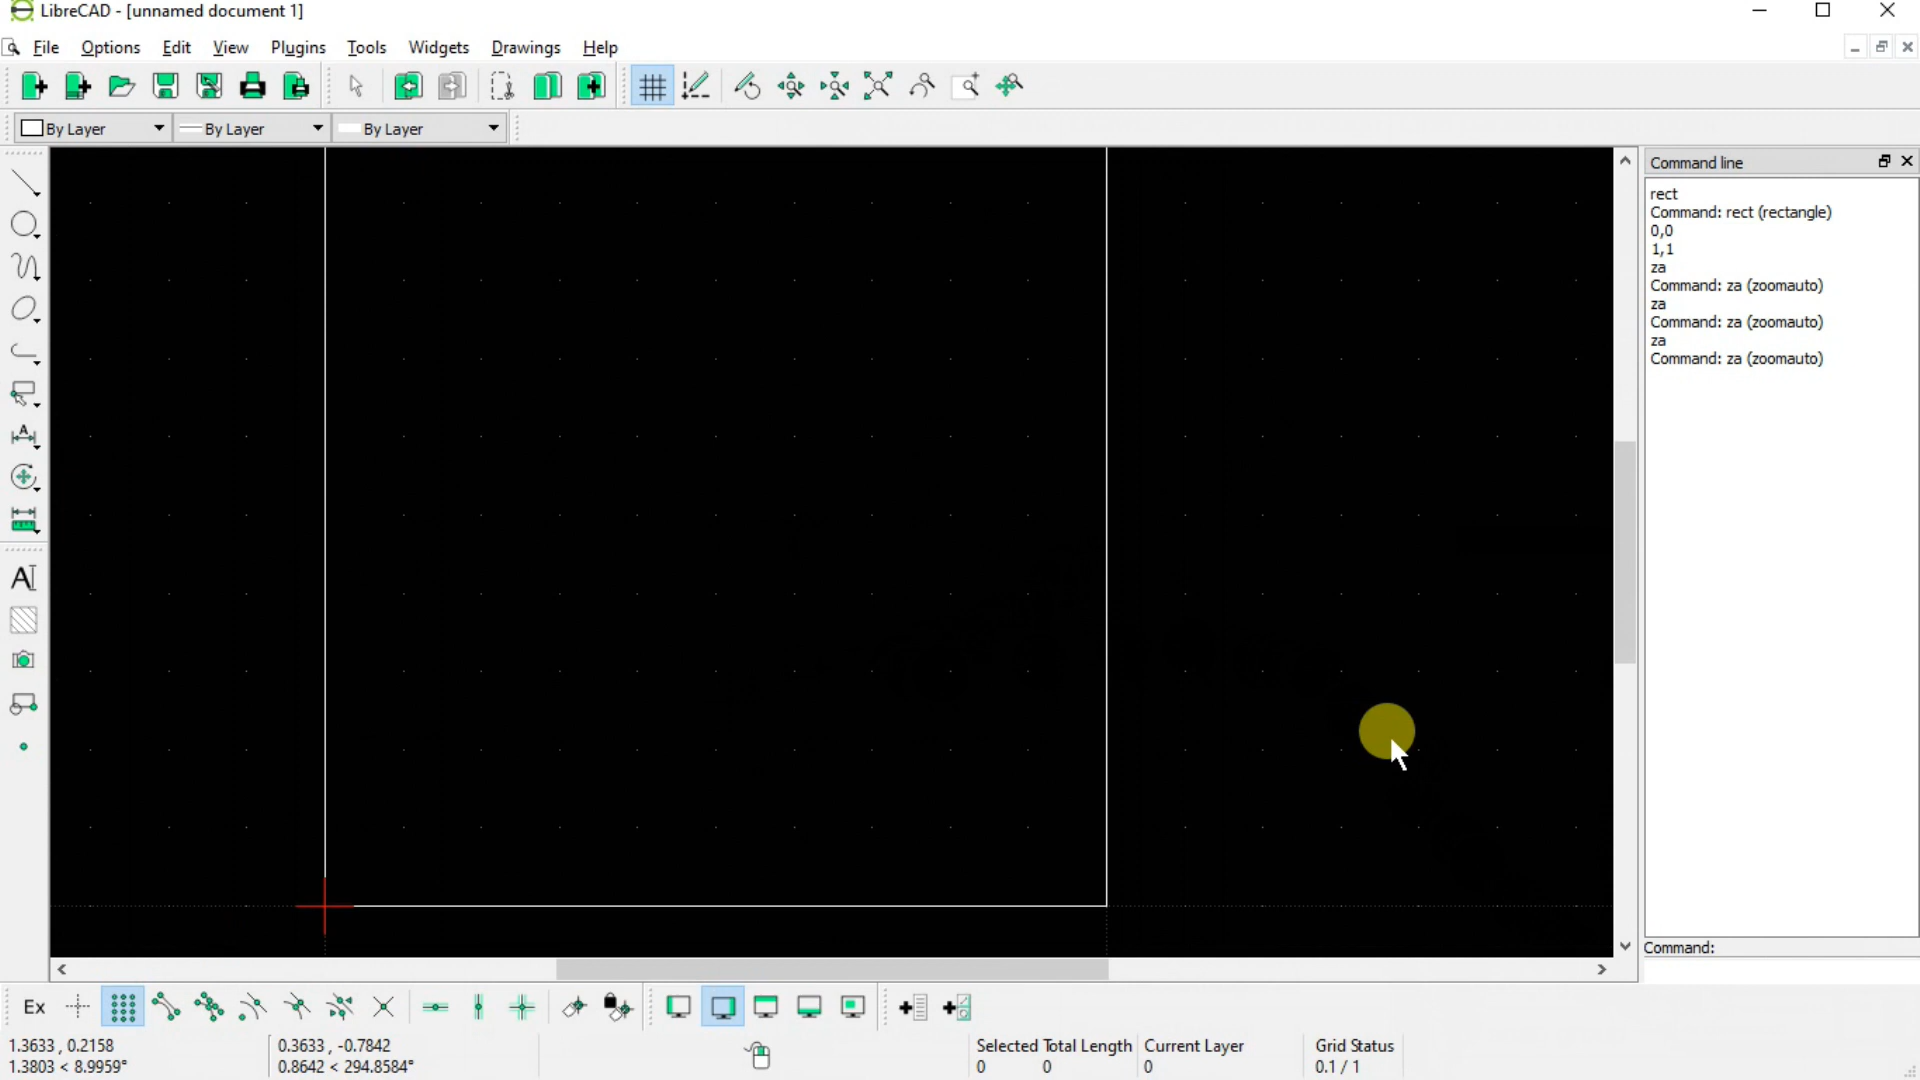 LibreCAD - [unnamed document 1]
File Options Edit View Plugins Tools Widgets Drawings Help
By Layer By Layer By Layer
Command line
rect
Command: rect (rectangle)
0,0
1,1
za
Command: za (zoomauto)
za
Command: za (zoomauto)
za
Command: za (zoomauto)
A
Command:
Ex
1.3633 , 0.2158
1.3803 < 8.9959°
0.3633 , -0.7842
0.8642 < 294.8584°
Selected Total Length
0 0
Current Layer
0
Grid Status
0.1 / 1